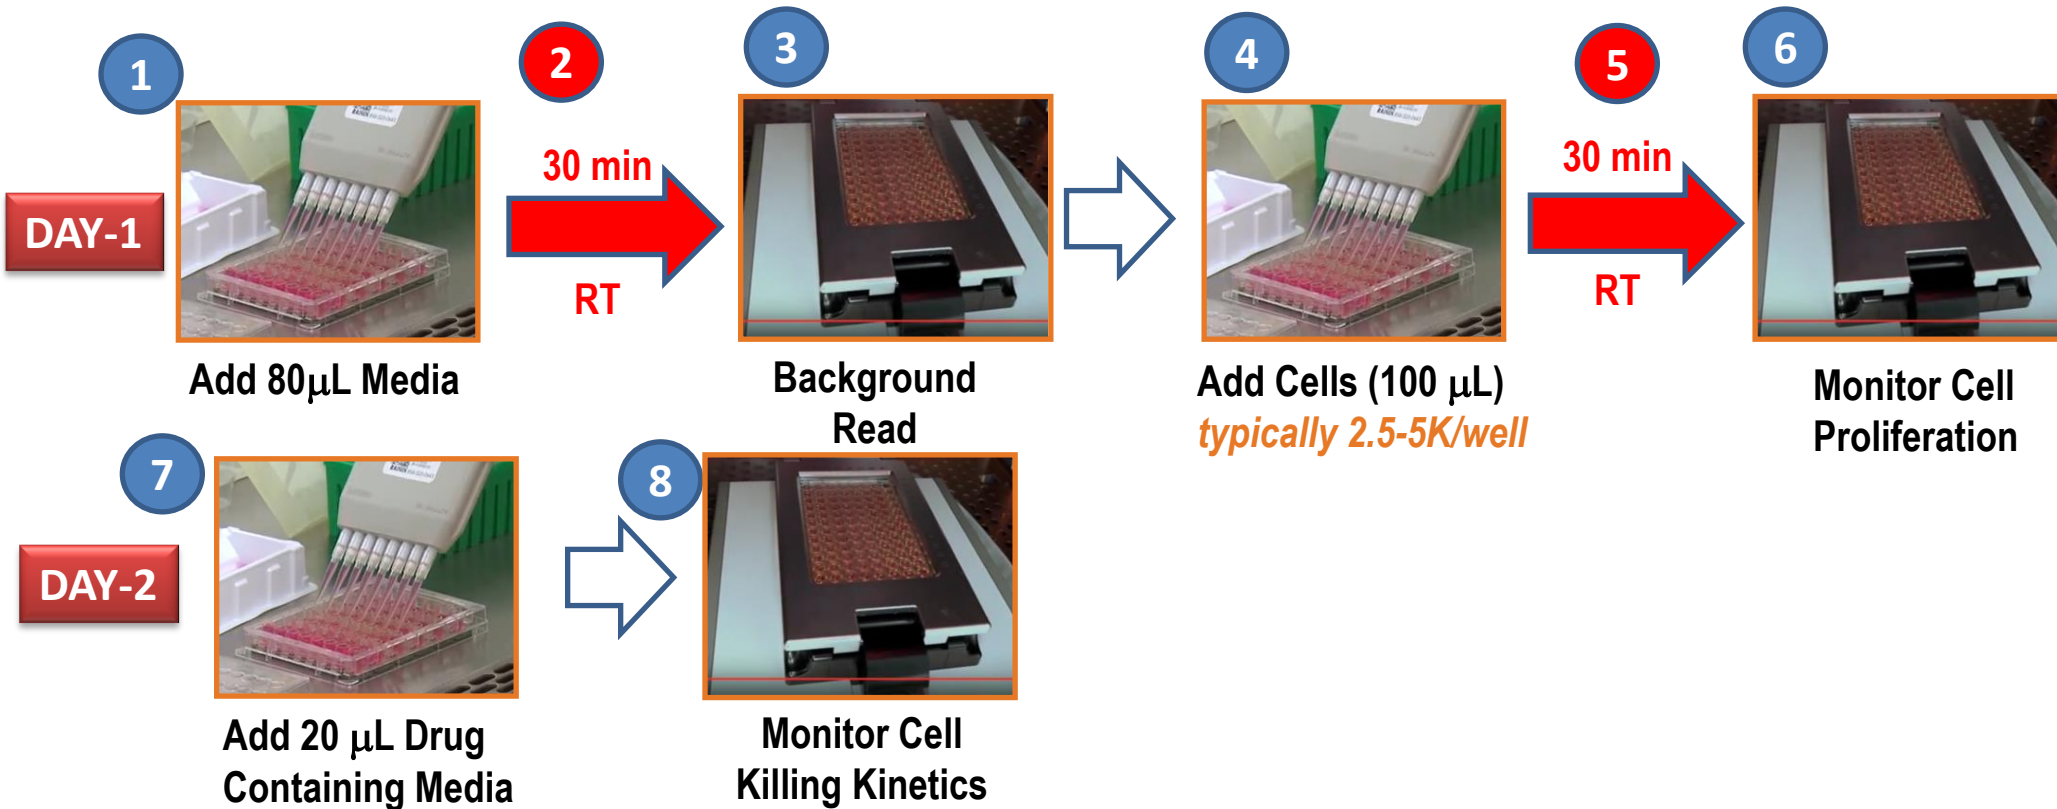 1
2
3
4
5
6
DAY-1
30 min
RT
30 min
RT
Add 80μL Media
Background
Read
Add Cells (100 μL)
typically 2.5-5K/well
Monitor Cell
Proliferation
7
8
DAY-2
Add 20 μL Drug
Containing Media
Monitor Cell
Killing Kinetics